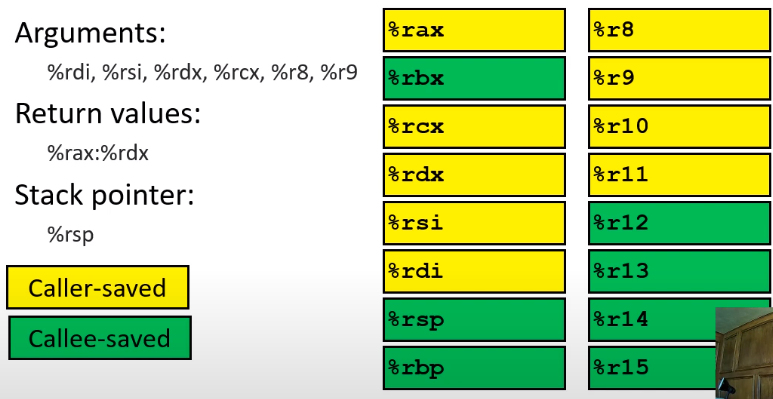 Arguments:
%rdi, %rsi, %rdx, %rcx, %r8, %r9
Return values:
%rax:%rdx
Stack pointer:
%rsp
Caller-saved
Callee-saved
%rax
%rbx
%rcx
%rdx
%rsi
%rdi
%rsp
%rbp
%r8
%r9
%r10
%r11
%r12
%r13
%r14
%r15